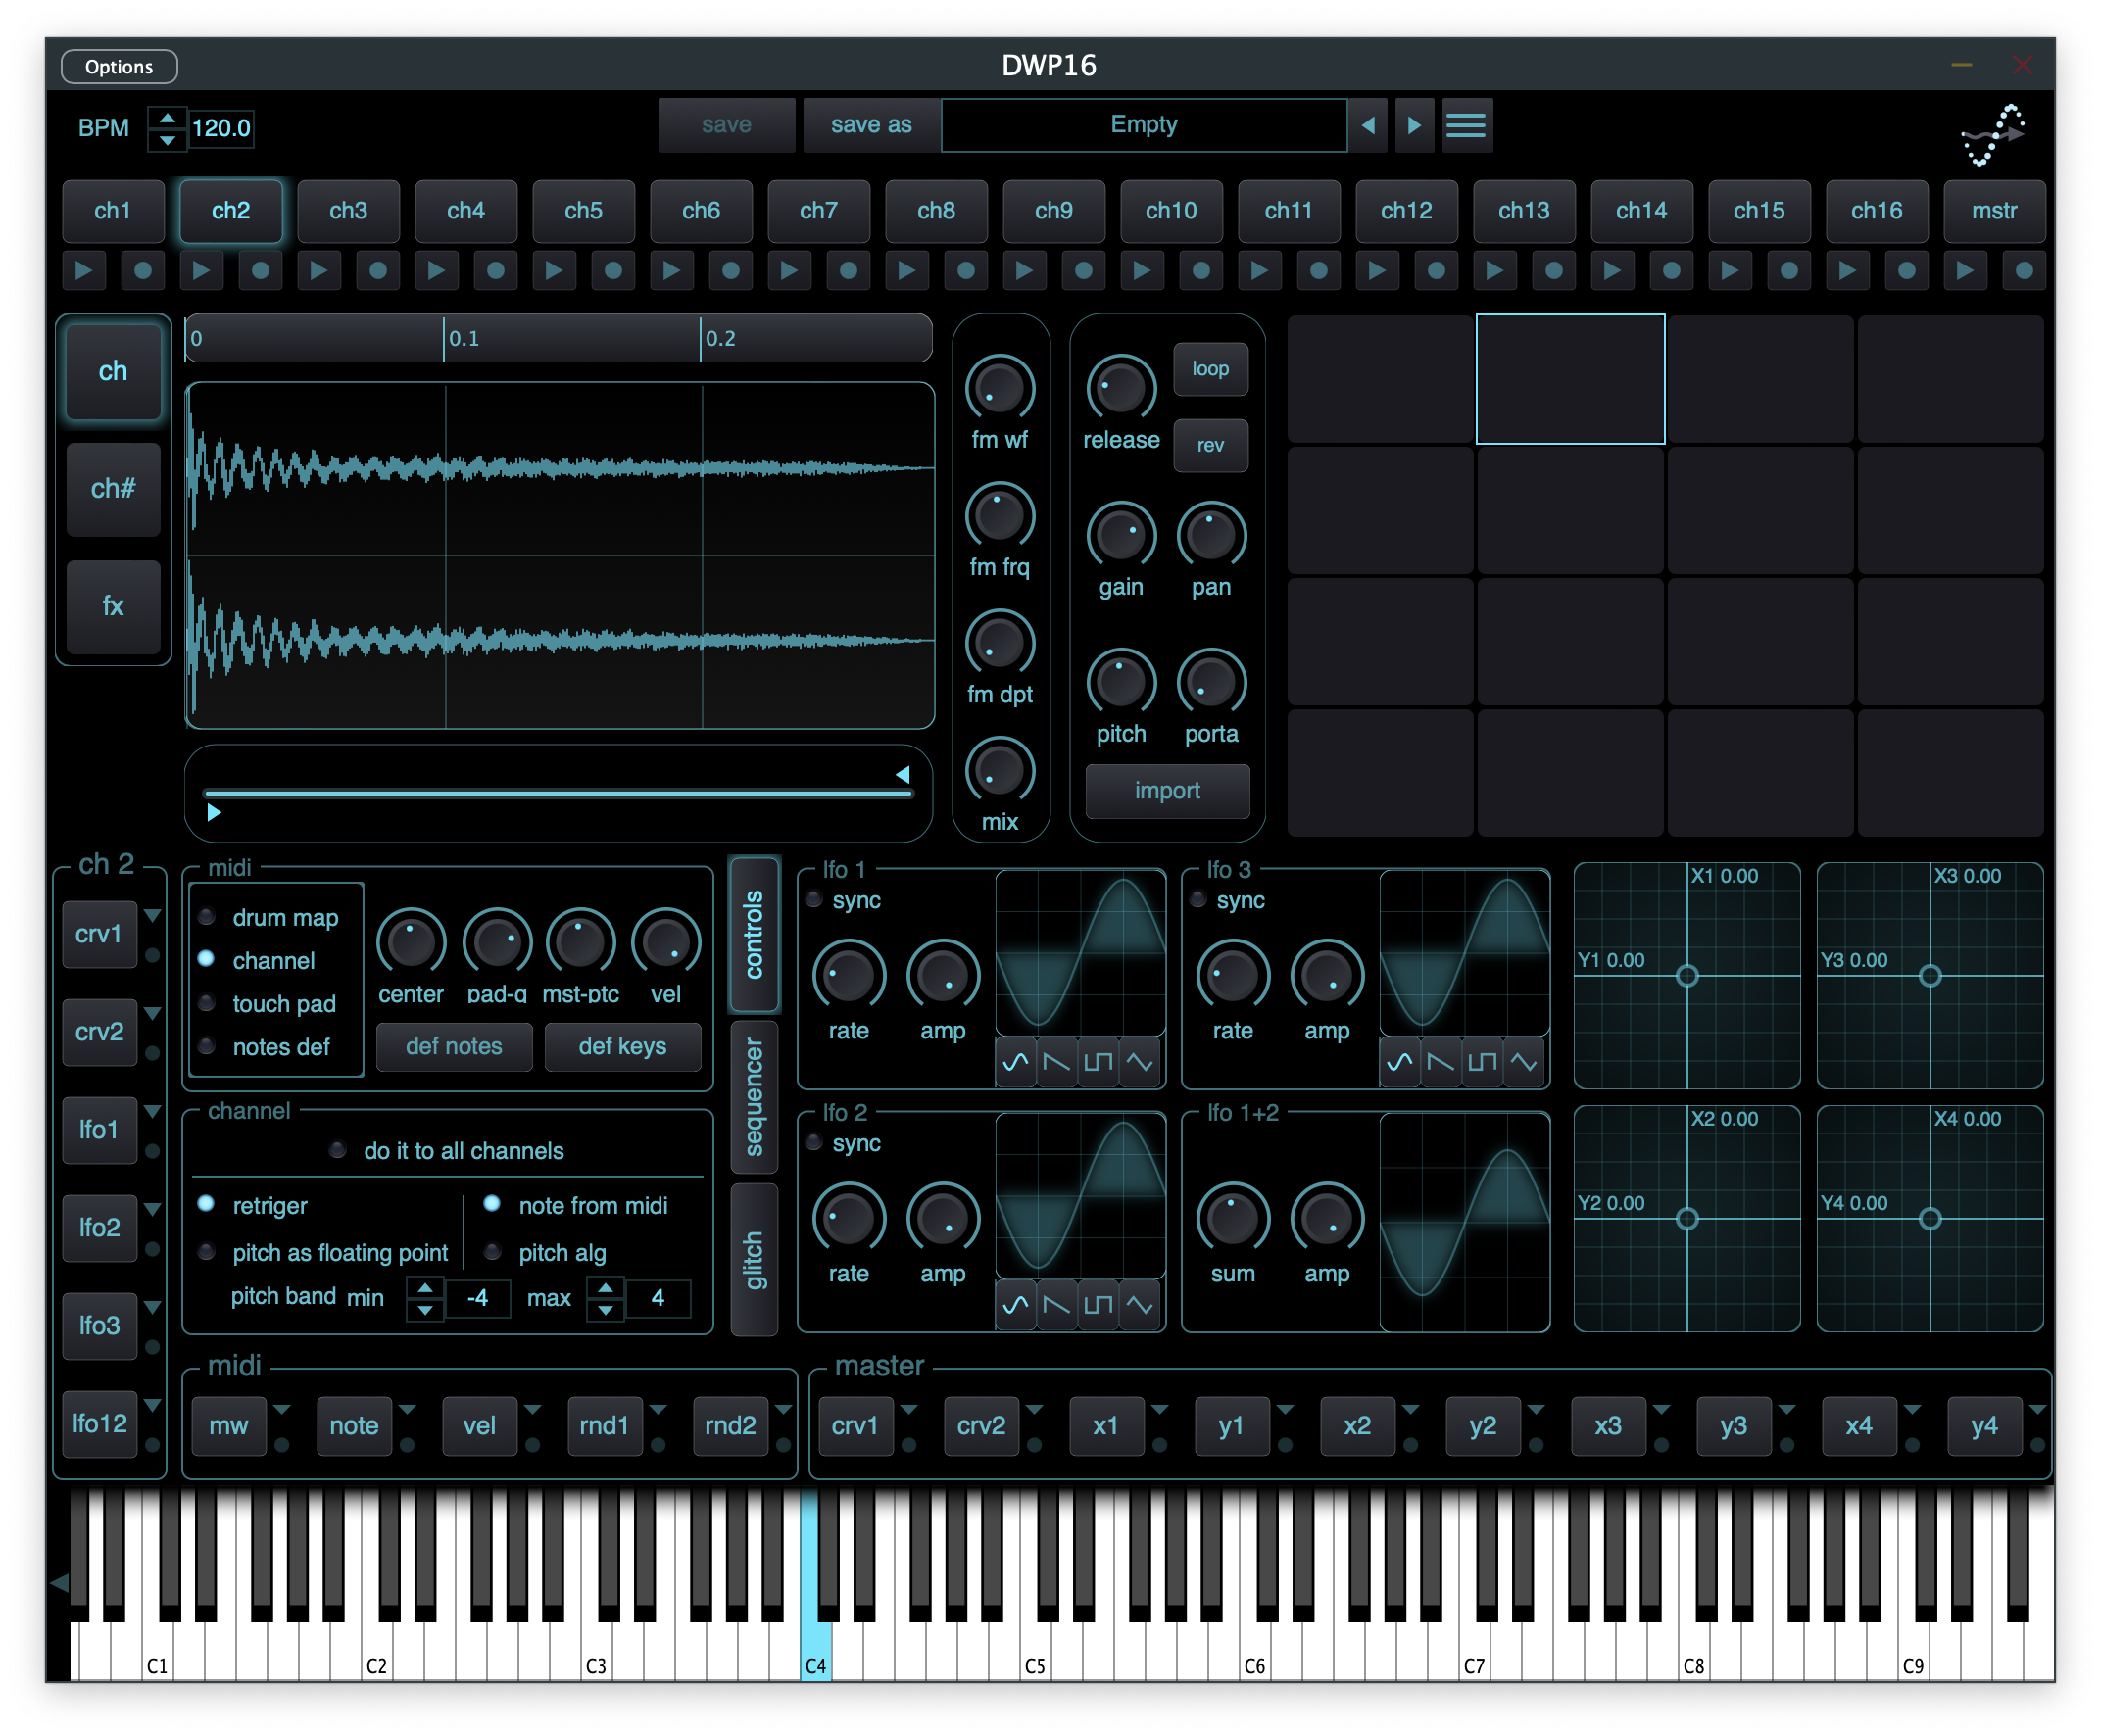 Options
DWP16
BPM 120.0 save save as Empty
ch1 ch2 ch3 ch4 ch5 ch6 ch7 ch8 ch9 ch10 ch11 ch12 ch13 ch14 ch15 ch16 mstr
ch
ch#
fx
0 0.1 0.2
fm wf
fm frq
fm dpt
mix
release loop
rev
gain pan
pitch porta
import
ch 2
crv1
crv2
lfo1
lfo2
lfo3
lfo12
midi
drum map
channel
touch pad
notes def
center pad-g mst-ptc vel
def notes def keys
channel
do it to all channels
retriger note from midi
pitch as floating point pitch alg
pitch band min -4 max 4
controls
sequencer
glitch
lfo 1
sync
rate amp
lfo 3
sync
rate amp
lfo 2
sync
rate amp
lfo 1+2
sum amp
X1 0.00
Y1 0.00
X3 0.00
Y3 0.00
X2 0.00
Y2 0.00
X4 0.00
Y4 0.00
midi
mw note vel rnd1 rnd2
master
crv1 crv2 x1 y1 x2 y2 x3 y3 x4 y4
C1 C2 C3 C4 C5 C6 C7 C8 C9